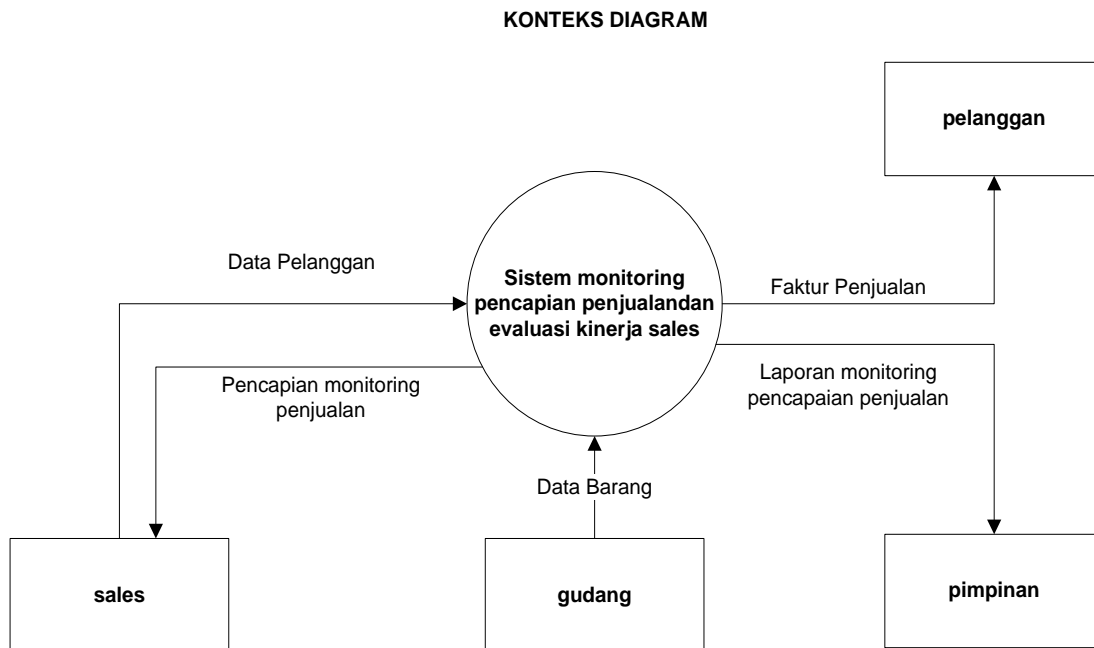 KONTEKS DIAGRAM
pelanggan
Data Pelanggan
Sistem monitoring
pencapian penjualandan
evaluasi kinerja sales
Faktur Penjualan
Pencapian monitoring
penjualan
Laporan monitoring
pencapaian penjualan
Data Barang
sales
gudang
pimpinan